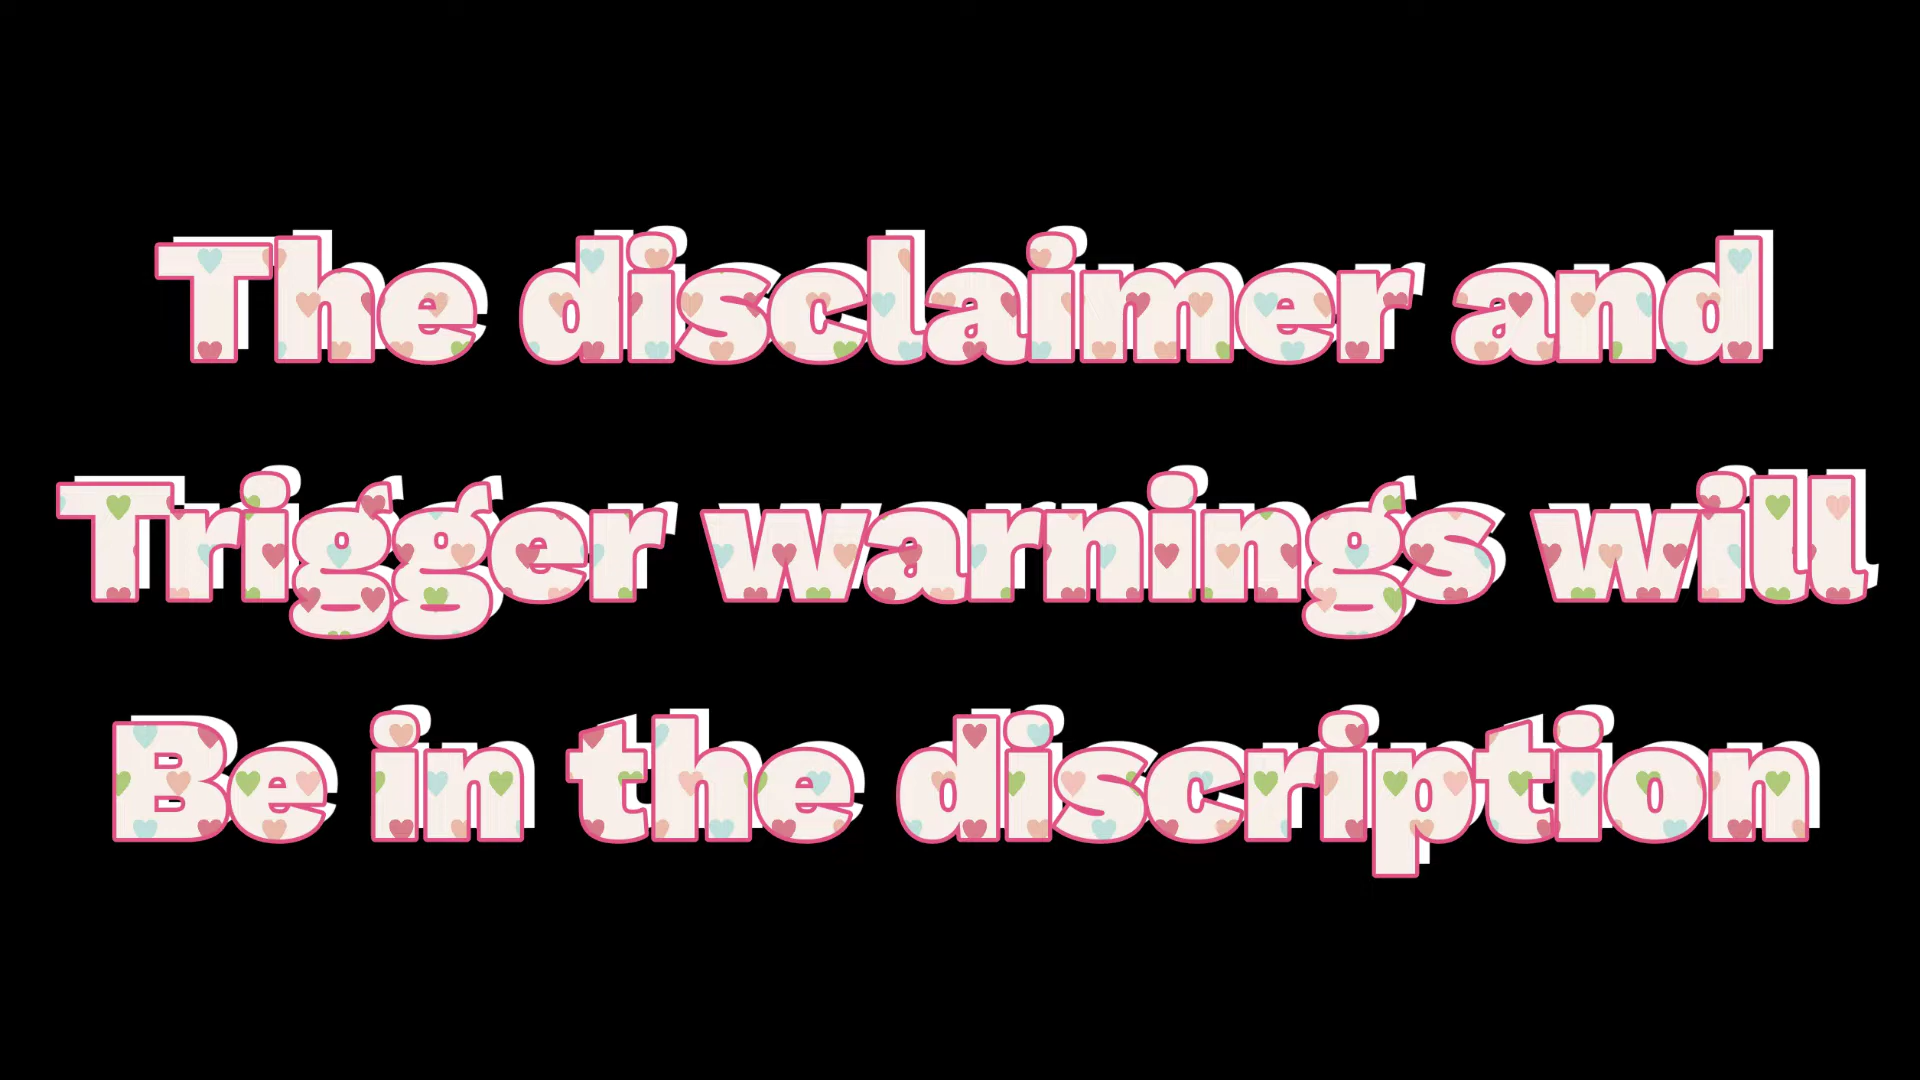 The disclaimer and
Trigger warnings will
Be in the discription